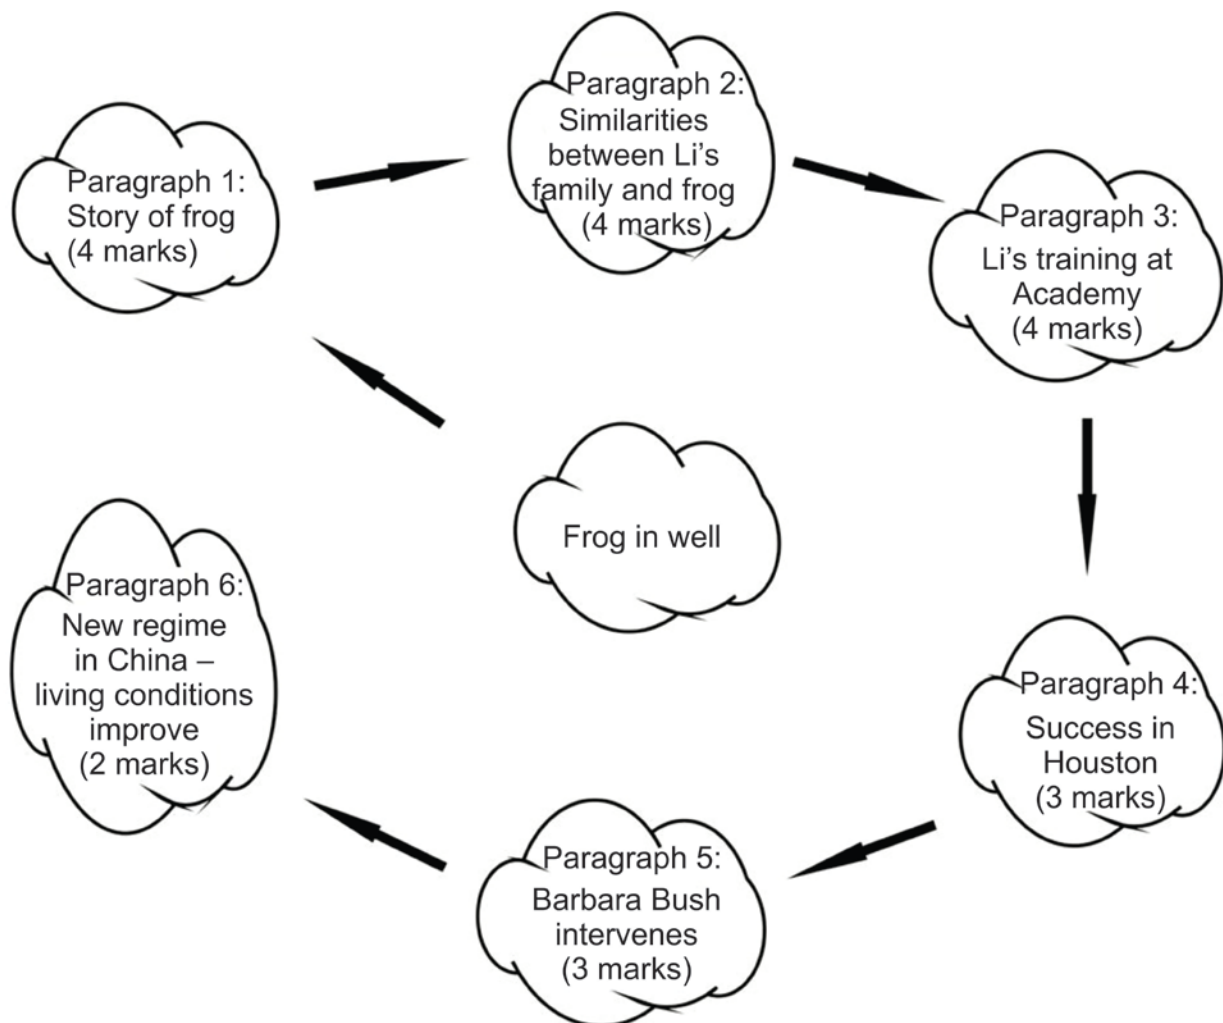 Paragraph 1:
Story of frog
(4 marks)
Paragraph 2:
Similarities
between Li’s
family and frog
(4 marks)
Paragraph 3:
Li’s training at
Academy
(4 marks)
Frog in well
Paragraph 4:
Success in
Houston
(3 marks)
Paragraph 5:
Barbara Bush
intervenes
(3 marks)
Paragraph 6:
New regime
in China –
living conditions
improve
(2 marks)